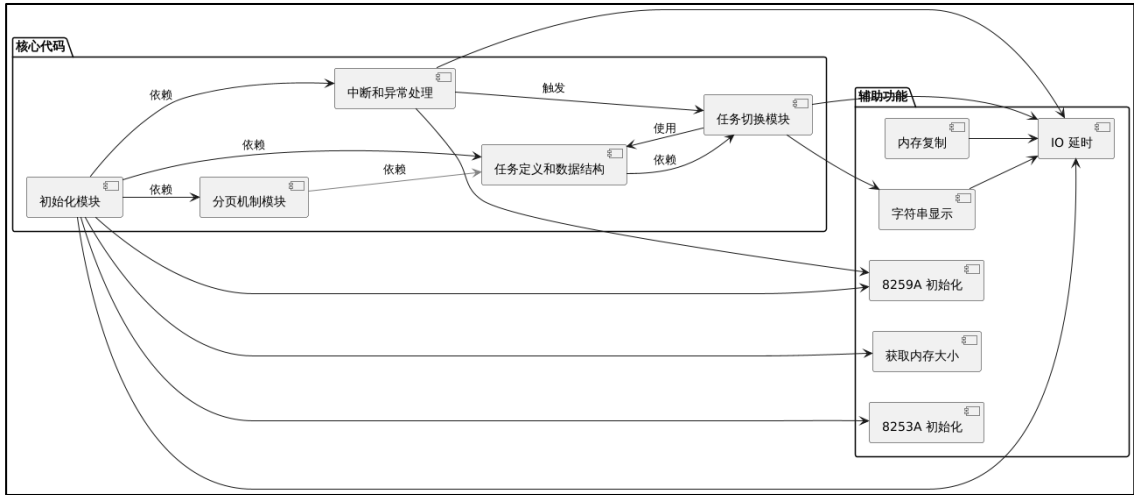 核心代码
中断和异常处理
依赖
触发
任务切换模块
使用
依赖
任务定义和数据结构
依赖
依赖
初始化模块
依赖
分页机制模块
辅助功能
内存复制
IO 延时
字符串显示
8259A 初始化
获取内存大小
8253A 初始化